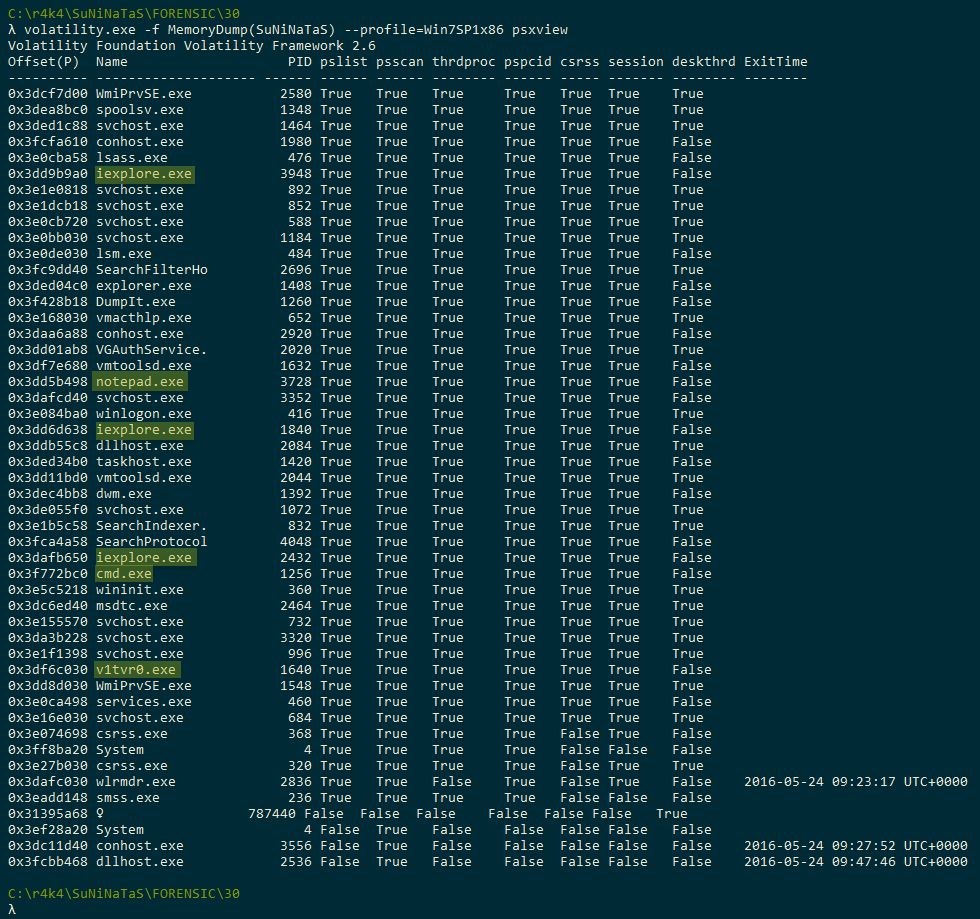 C:\r4k4\SuNiNaTaS\FORENSIC\30
λ volatility.exe -f MemoryDump(SuNiNaTaS) --profile=Win7SP1x86 psxview
Volatility Foundation Volatility Framework 2.6
Offset(P)  Name                    PID pslist psscan thrdproc pspcid csrss session deskthrd ExitTime
---------- -------------------- ------ ------ ------ -------- ------ ----- ------- -------- --------
0x3dcf7d00 WmiPrvSE.exe           2580 True   True   True     True   True  True    True
0x3dea8bc0 spoolsv.exe            1348 True   True   True     True   True  True    True
0x3ded1c88 svchost.exe            1464 True   True   True     True   True  True    True
0x3fcfa610 conhost.exe            1980 True   True   True     True   True  True    False
0x3e0cba58 lsass.exe               476 True   True   True     True   True  True    False
0x3dd9b9a0 iexplore.exe           3948 True   True   True     True   True  True    False
0x3e1e0818 svchost.exe             892 True   True   True     True   True  True    True
0x3e1dcb18 svchost.exe             852 True   True   True     True   True  True    True
0x3e0cb720 svchost.exe             588 True   True   True     True   True  True    True
0x3e0bb030 svchost.exe            1184 True   True   True     True   True  True    True
0x3e0de030 lsm.exe                 484 True   True   True     True   True  True    False
0x3fc9dd40 SearchFilterHo         2696 True   True   True     True   True  True    True
0x3ded04c0 explorer.exe           1408 True   True   True     True   True  True    False
0x3f428b18 DumpIt.exe             1260 True   True   True     True   True  True    False
0x3e168030 vmacthlp.exe            652 True   True   True     True   True  True    True
0x3daa6a88 conhost.exe            2920 True   True   True     True   True  True    False
0x3dd01ab8 VGAuthService.         2020 True   True   True     True   True  True    True
0x3df7e680 vmtoolsd.exe           1632 True   True   True     True   True  True    False
0x3dd5b498 notepad.exe            3728 True   True   True     True   True  True    False
0x3dafcd40 svchost.exe            3352 True   True   True     True   True  True    False
0x3e084ba0 winlogon.exe            416 True   True   True     True   True  True    True
0x3dd6d638 iexplore.exe           1840 True   True   True     True   True  True    False
0x3ddb55c8 dllhost.exe            2084 True   True   True     True   True  True    True
0x3ded34b0 taskhost.exe           1420 True   True   True     True   True  True    False
0x3dd11bd0 vmtoolsd.exe           2044 True   True   True     True   True  True    True
0x3dec4bb8 dwm.exe                1392 True   True   True     True   True  True    False
0x3de055f0 svchost.exe            1072 True   True   True     True   True  True    True
0x3e1b5c58 SearchIndexer.          832 True   True   True     True   True  True    True
0x3fca4a58 SearchProtocol         4048 True   True   True     True   True  True    False
0x3dafb650 iexplore.exe           2432 True   True   True     True   True  True    False
0x3f772bc0 cmd.exe                1256 True   True   True     True   True  True    False
0x3e5c5218 wininit.exe             360 True   True   True     True   True  True    True
0x3dc6ed40 msdtc.exe              2464 True   True   True     True   True  True    True
0x3e155570 svchost.exe             732 True   True   True     True   True  True    True
0x3da3b228 svchost.exe            3320 True   True   True     True   True  True    True
0x3e1f1398 svchost.exe             996 True   True   True     True   True  True    True
0x3df6c030 v1tvr0.exe             1640 True   True   True     True   True  True    False
0x3dd8d030 WmiPrvSE.exe           1548 True   True   True     True   True  True    True
0x3e0ca498 services.exe            460 True   True   True     True   True  True    False
0x3e16e030 svchost.exe             684 True   True   True     True   True  True    True
0x3e074698 csrss.exe               368 True   True   True     True   False True    False
0x3ff8ba20 System                    4 True   True   True     True   False False   False
0x3e27b030 csrss.exe               320 True   True   True     True   False True    True
0x3dafc030 wlrmdr.exe             2836 True   True   False    True   False True    False    2016-05-24 09:23:17 UTC+0000
0x3eadd148 smss.exe                236 True   True   True     True   False False   False
0x31395a68 ♀                  787440 False  False  False    False  False False   True
0x3ef28a20 System                    4 False  True   False    False  False False   False
0x3dc11d40 conhost.exe            3556 False  True   False    False  False False   False    2016-05-24 09:27:52 UTC+0000
0x3fcbb468 dllhost.exe            2536 False  True   False    False  False False   False    2016-05-24 09:47:46 UTC+0000
C:\r4k4\SuNiNaTaS\FORENSIC\30
λ